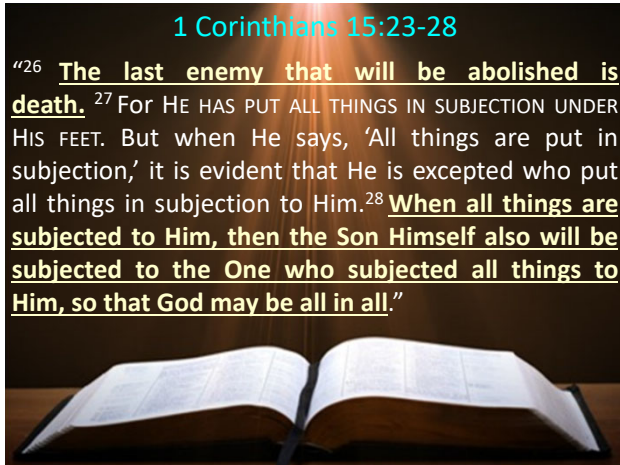 1 Corinthians 15:23-28
“26 The last enemy that will be abolished is
death. 27 For HE HAS PUT ALL THINGS IN SUBJECTION UNDER
HIS FEET. But when He says, ‘All things are put in
subjection,’ it is evident that He is excepted who put
all things in subjection to Him.28 When all things are
subjected to Him, then the Son Himself also will be
subjected to the One who subjected all things to
Him, so that God may be all in all.”